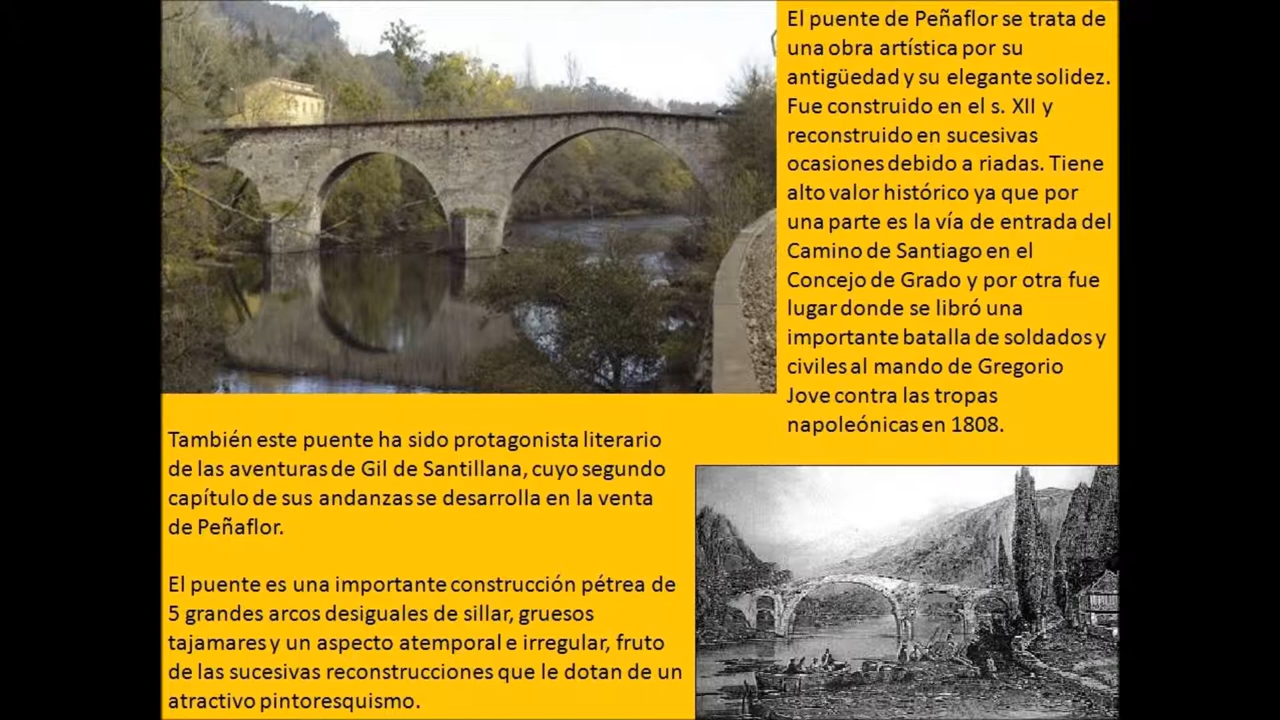 El puente de Peñaflor se trata de
una obra artística por su
antigüedad y su elegante solidez.
Fue construido en el s. XII y
reconstruido en sucesivas
ocasiones debido a riadas. Tiene
alto valor histórico ya que por
una parte es la vía de entrada del
Camino de Santiago en el
Concejo de Grado y por otra fue
lugar donde se libró una
importante batalla de soldados y
civiles al mando de Gregorio
Jove contra las tropas
napoleónicas en 1808.
También este puente ha sido protagonista literario
de las aventuras de Gil de Santillana, cuyo segundo
capítulo de sus andanzas se desarrolla en la venta
de Peñaflor.
El puente es una importante construcción pétrea de
5 grandes arcos desiguales de sillar, gruesos
tajamares y un aspecto atemporal e irregular, fruto
de las sucesivas reconstrucciones que le dotan de un
atractivo pintoresquismo.